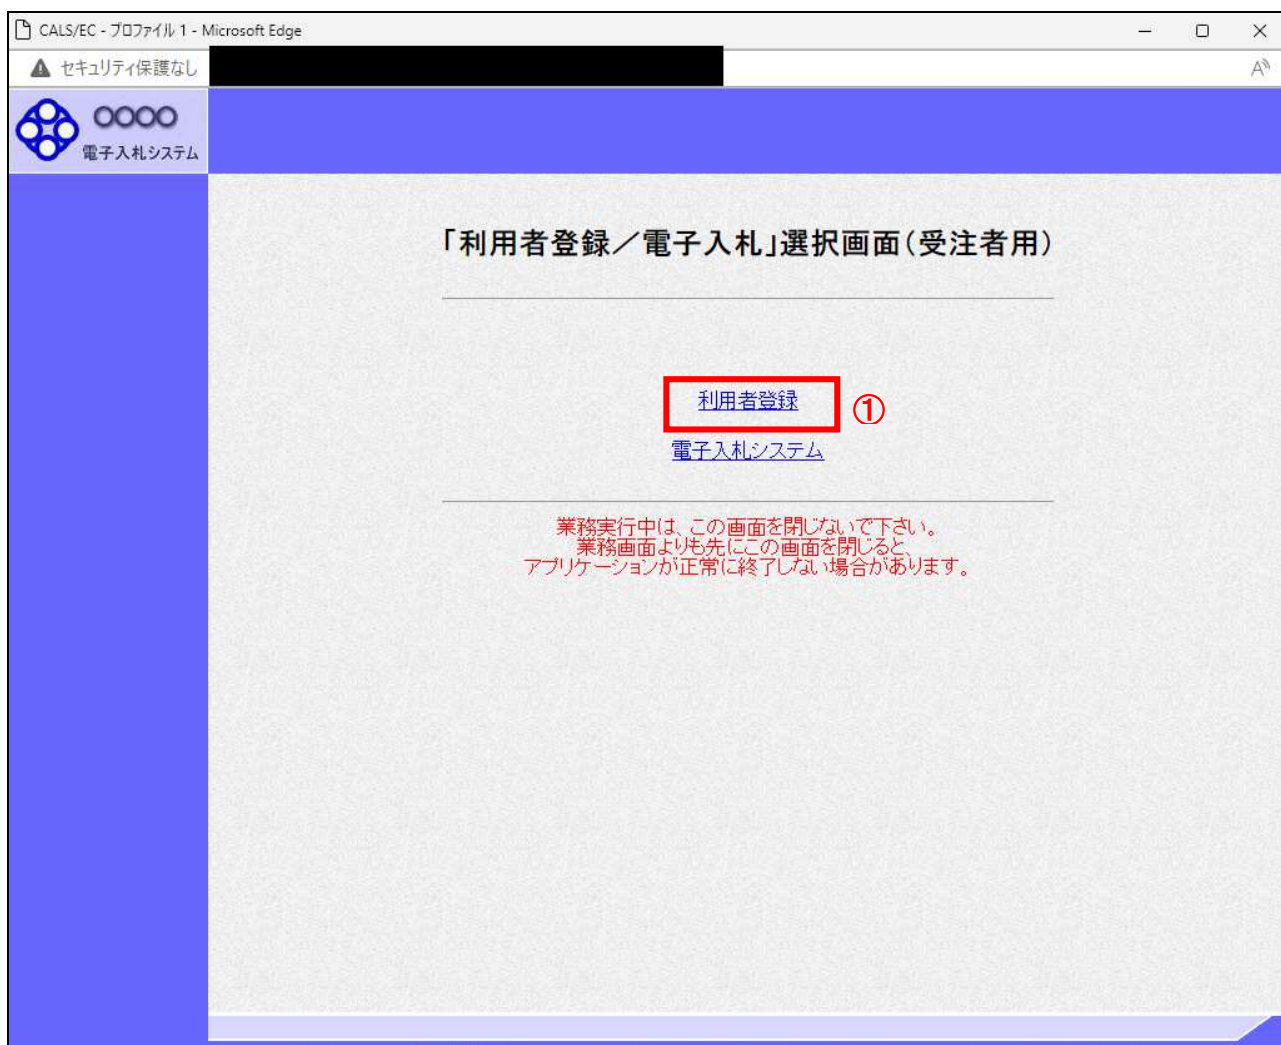 CALS/EC - プロファイル 1 - Microsoft Edge
セキュリティ保護なし
〇〇〇〇
電子入札システム
「利用者登録／電子入札」選択画面(受注者用)
利用者登録
①
電子入札システム
業務実行中は、この画面を閉じないで下さい。
業務画面よりも先にこの画面を閉じると、
アプリケーションが正常に終了しない場合があります。